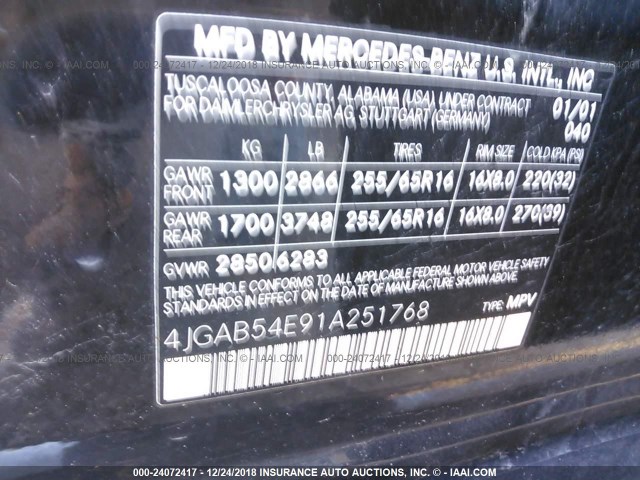 MFD BY MERCEDES-BENZ U.S. INTL., INC
TUSCALOOSA COUNTY, ALABAMA (USA), UNDER CONTRACT 01/01
FOR DAIMLERCHRYSLER AG STUTTGART (GERMANY) 040
KG LB TIRES RIM SIZE COLD KPA (PSI)
GAWR FRONT 1300 2866 255/65R16 16X8.0 220(32)
GAWR REAR 1700 3748 255/65R16 16X8.0 270(39)
GVWR 2850 6283
THIS VEHICLE CONFORMS TO ALL APPLICABLE FEDERAL MOTOR VEHICLE SAFETY
STANDARDS IN EFFECT ON THE DATE OF MANUFACTURE SHOWN ABOVE.
4JGAB54E91A251768 TYPE: MPV
000-24072417 - 12/24/2018 INSURANCE AUTO AUCTIONS, INC. © - IAAI.COM